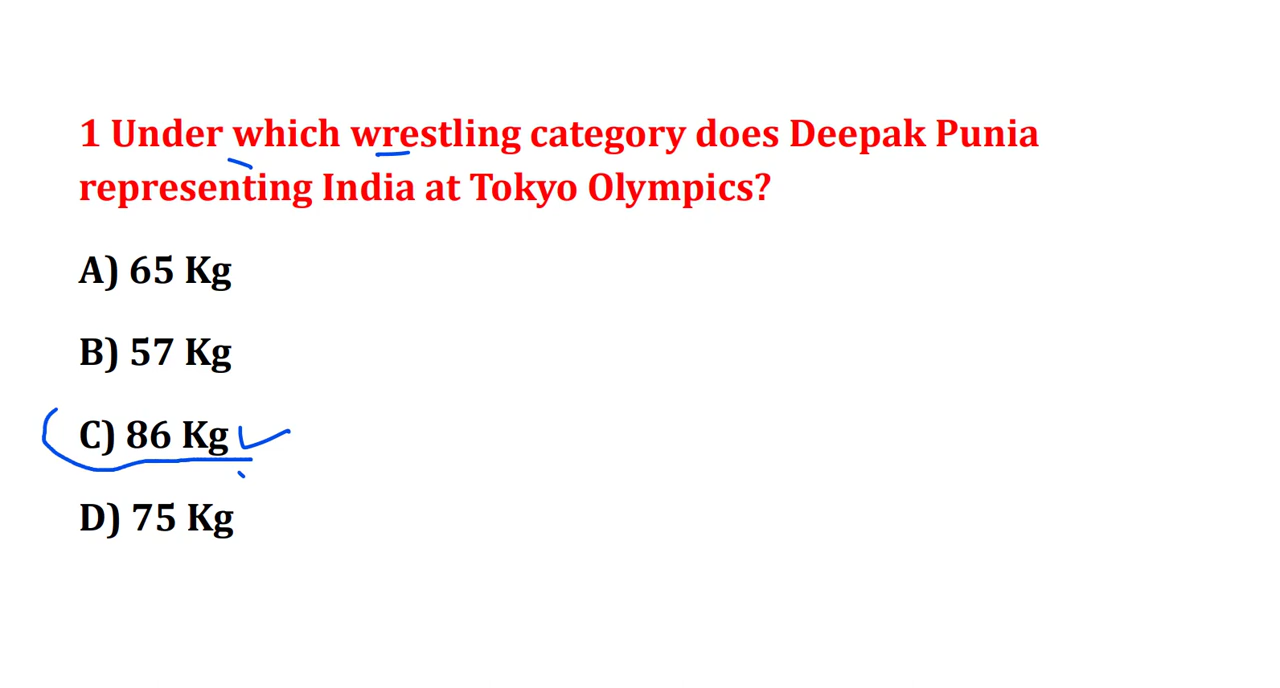 1 Under which wrestling category does Deepak Punia
representing India at Tokyo Olympics?
A) 65 Kg
B) 57 Kg
C) 86 Kg
D) 75 Kg